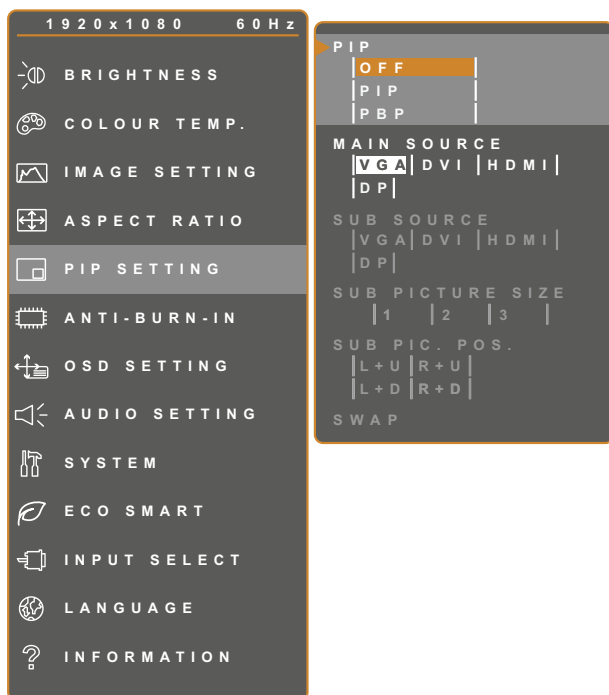 1920x1080 60Hz
BRIGHTNESS
COLOUR TEMP.
IMAGE SETTING
ASPECT RATIO
PIP SETTING
ANTI-BURN-IN
OSD SETTING
AUDIO SETTING
SYSTEM
ECO SMART
INPUT SELECT
LANGUAGE
INFORMATION
PIP
OFF
PIP
PBP
MAIN SOURCE
VGA DVI HDMI
DP
SUB SOURCE
VGA DVI HDMI
DP
SUB PICTURE SIZE
1 2 3
SUB PIC. POS.
L+U R+U
L+D R+D
SWAP